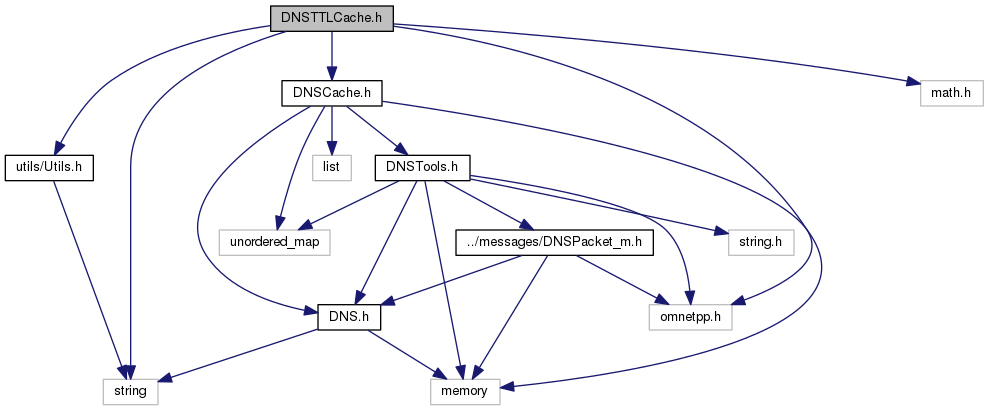 DNSTTLCache.h
DNSCache.h
math.h
utils/Utils.h
list
DNSTools.h
unordered_map
../messages/DNSPacket_m.h
string.h
DNS.h
omnetpp.h
string
memory